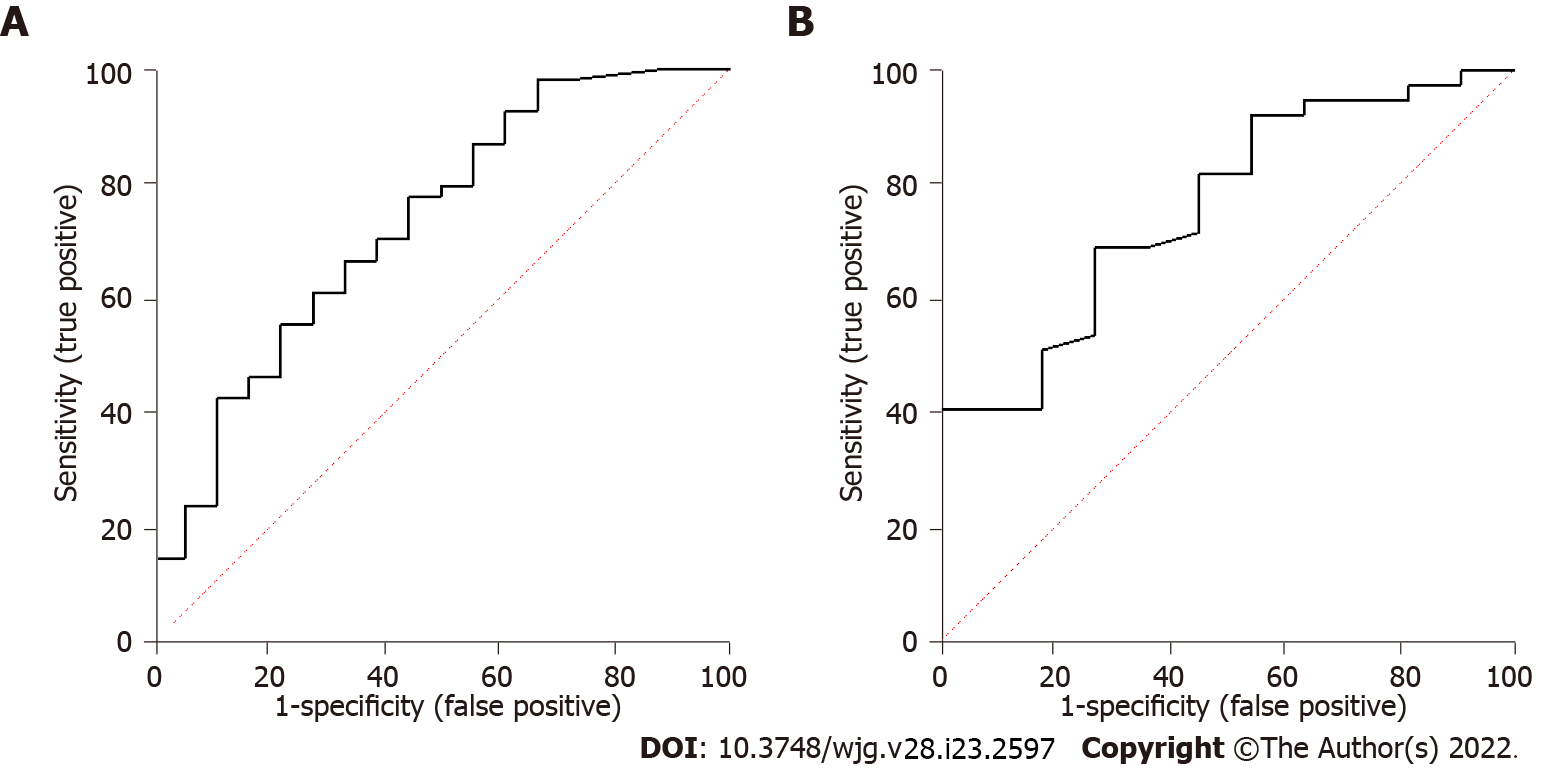 A
100
80
60
40
20
0
Sensitivity (true positive)
0 20 40 60 80 100
1-specificity (false positive)
B
100
80
60
40
20
0
Sensitivity (true positive)
0 20 40 60 80 100
1-specificity (false positive)
DOI: 10.3748/wjg.v28.i23.2597 Copyright ©The Author(s) 2022.